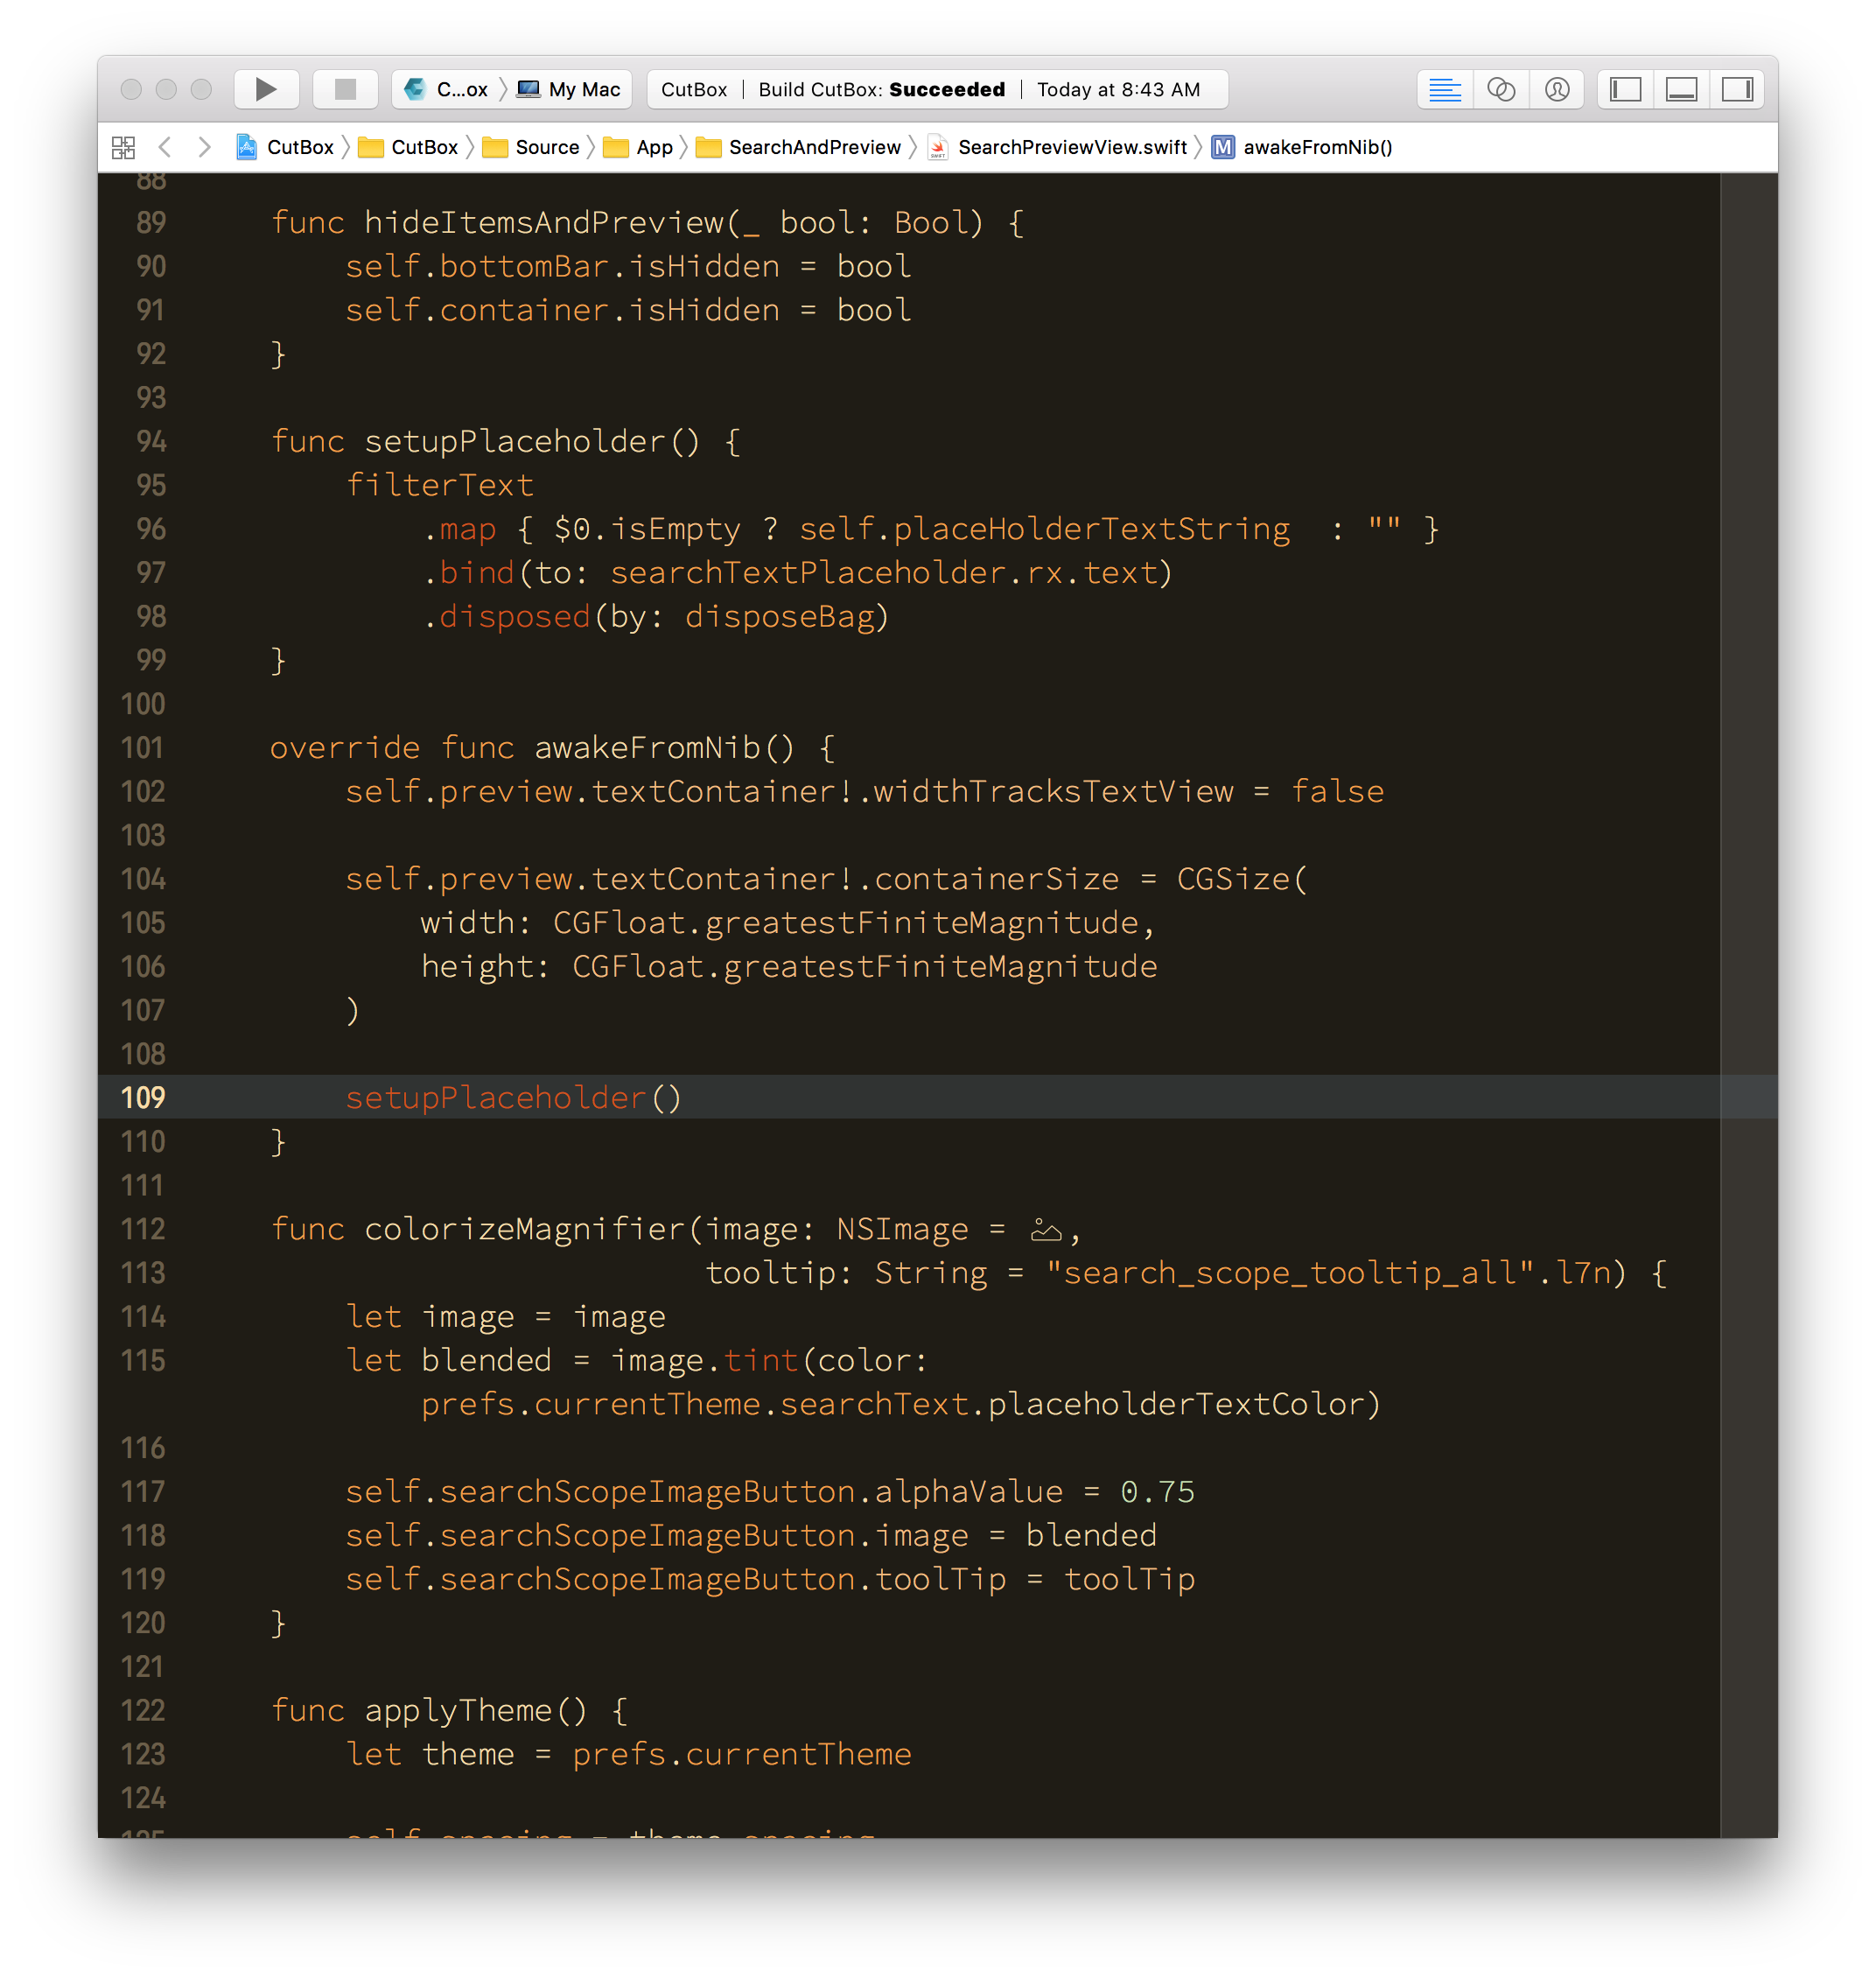 C...ox My Mac CutBox | Build CutBox: Succeeded | Today at 8:43 AM
CutBox CutBox Source App SearchAndPreview SearchPreviewView.swift M awakeFromNib()
88
89 func hideItemsAndPreview(_ bool: Bool) {
90 self.bottomBar.isHidden = bool
91 self.container.isHidden = bool
92 }
93
94 func setupPlaceholder() {
95 filterText
96 .map { $0.isEmpty ? self.placeHolderTextString  : "" }
97 .bind(to: searchTextPlaceholder.rx.text)
98 .disposed(by: disposeBag)
99 }
100
101 override func awakeFromNib() {
102 self.preview.textContainer!.widthTracksTextView = false
103
104 self.preview.textContainer!.containerSize = CGSize(
105 width: CGFloat.greatestFiniteMagnitude,
106 height: CGFloat.greatestFiniteMagnitude
107 )
108
109 setupPlaceholder()
110 }
111
112 func colorizeMagnifier(image: NSImage = ,
113 tooltip: String = "search_scope_tooltip_all".l7n) {
114 let image = image
115 let blended = image.tint(color:
prefs.currentTheme.searchText.placeholderTextColor)
116
117 self.searchScopeImageButton.alphaValue = 0.75
118 self.searchScopeImageButton.image = blended
119 self.searchScopeImageButton.toolTip = toolTip
120 }
121
122 func applyTheme() {
123 let theme = prefs.currentTheme
124
125 self.spacing = theme.spacing